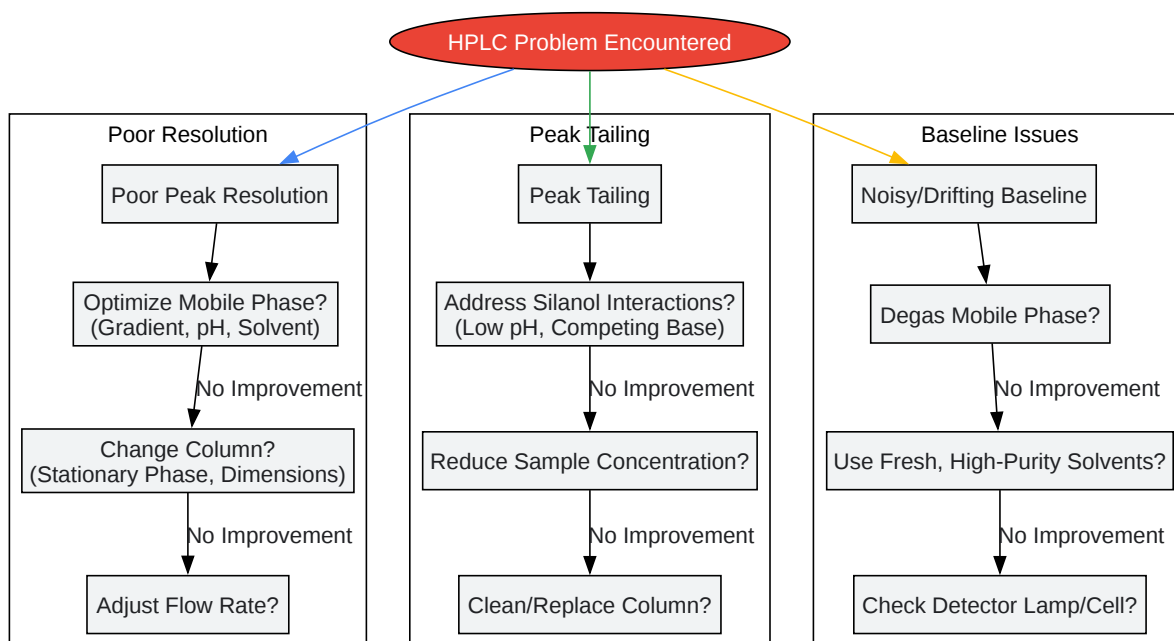 HPLC Problem Encountered
Poor Resolution
Poor Peak Resolution
Optimize Mobile Phase?
(Gradient, pH, Solvent)
No Improvement
Change Column?
(Stationary Phase, Dimensions)
No Improvement
Adjust Flow Rate?
Peak Tailing
Peak Tailing
Address Silanol Interactions?
(Low pH, Competing Base)
No Improvement
Reduce Sample Concentration?
No Improvement
Clean/Replace Column?
Baseline Issues
Noisy/Drifting Baseline
Degas Mobile Phase?
No Improvement
Use Fresh, High-Purity Solvents?
No Improvement
Check Detector Lamp/Cell?